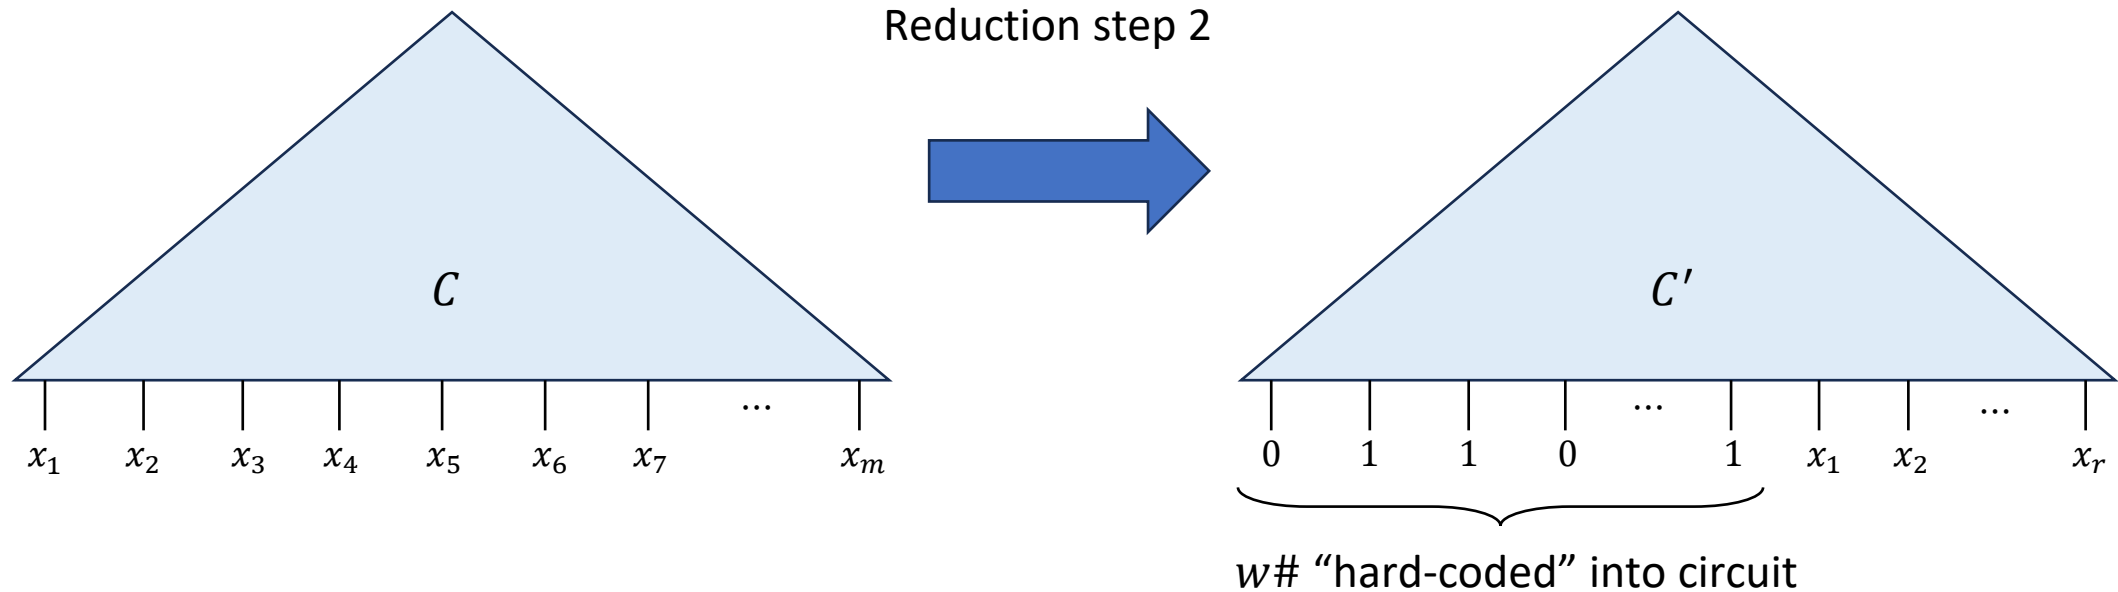 Reduction step 2
C
C′
x₁ x₂ x₃ x₄ x₅ x₆ x₇ ... xₘ
0 1 1 0 ... 1 x₁ x₂ ... xᵣ
w# “hard-coded” into circuit